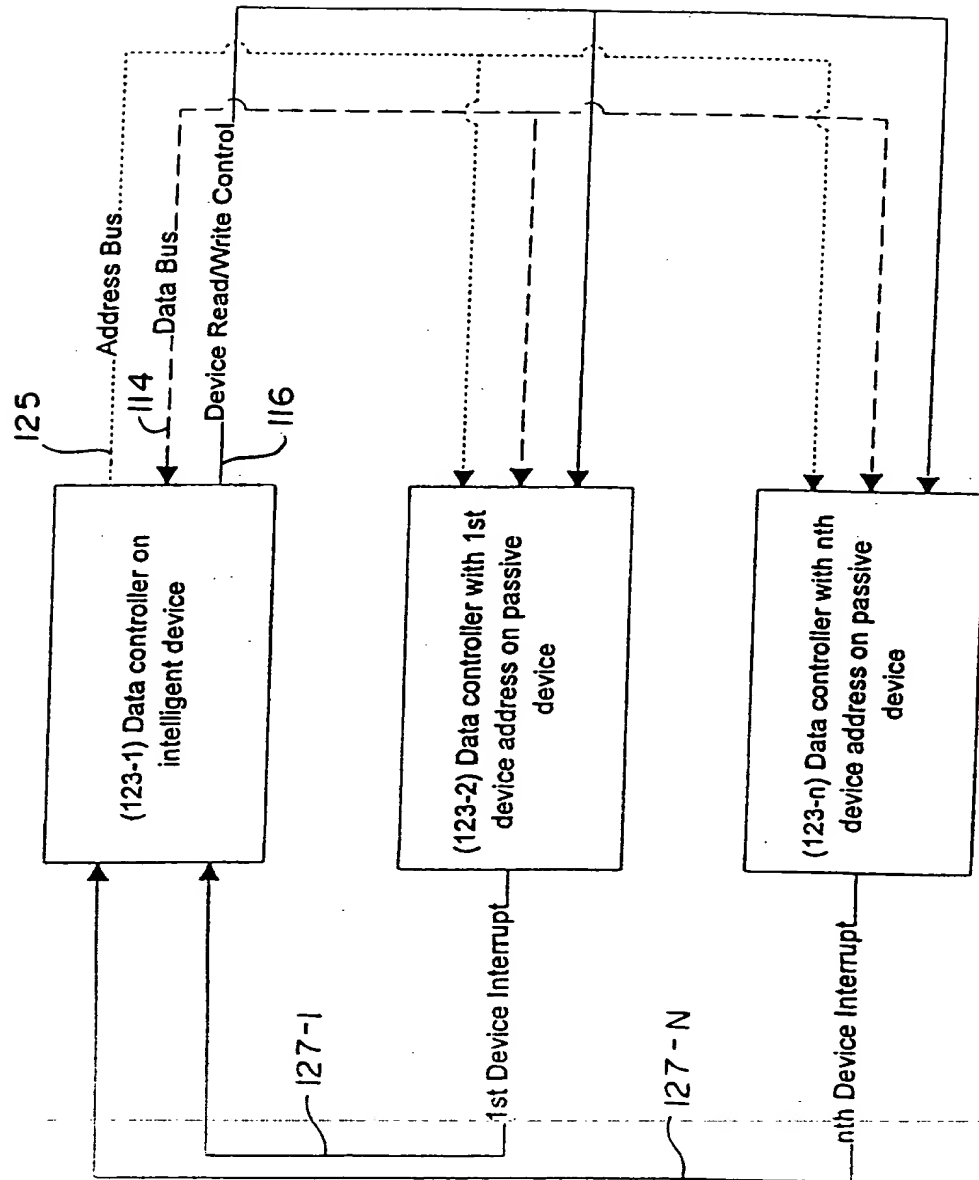 125
Address Bus
114
Data Bus
Device Read/Write Control
116
(123-1) Data controller on
intelligent device
(123-2) Data controller with 1st
device address on passive
device
(123-n) Data controller with nth
device address on passive
device
127-1
1st Device Interrupt
127-N
nth Device Interrupt